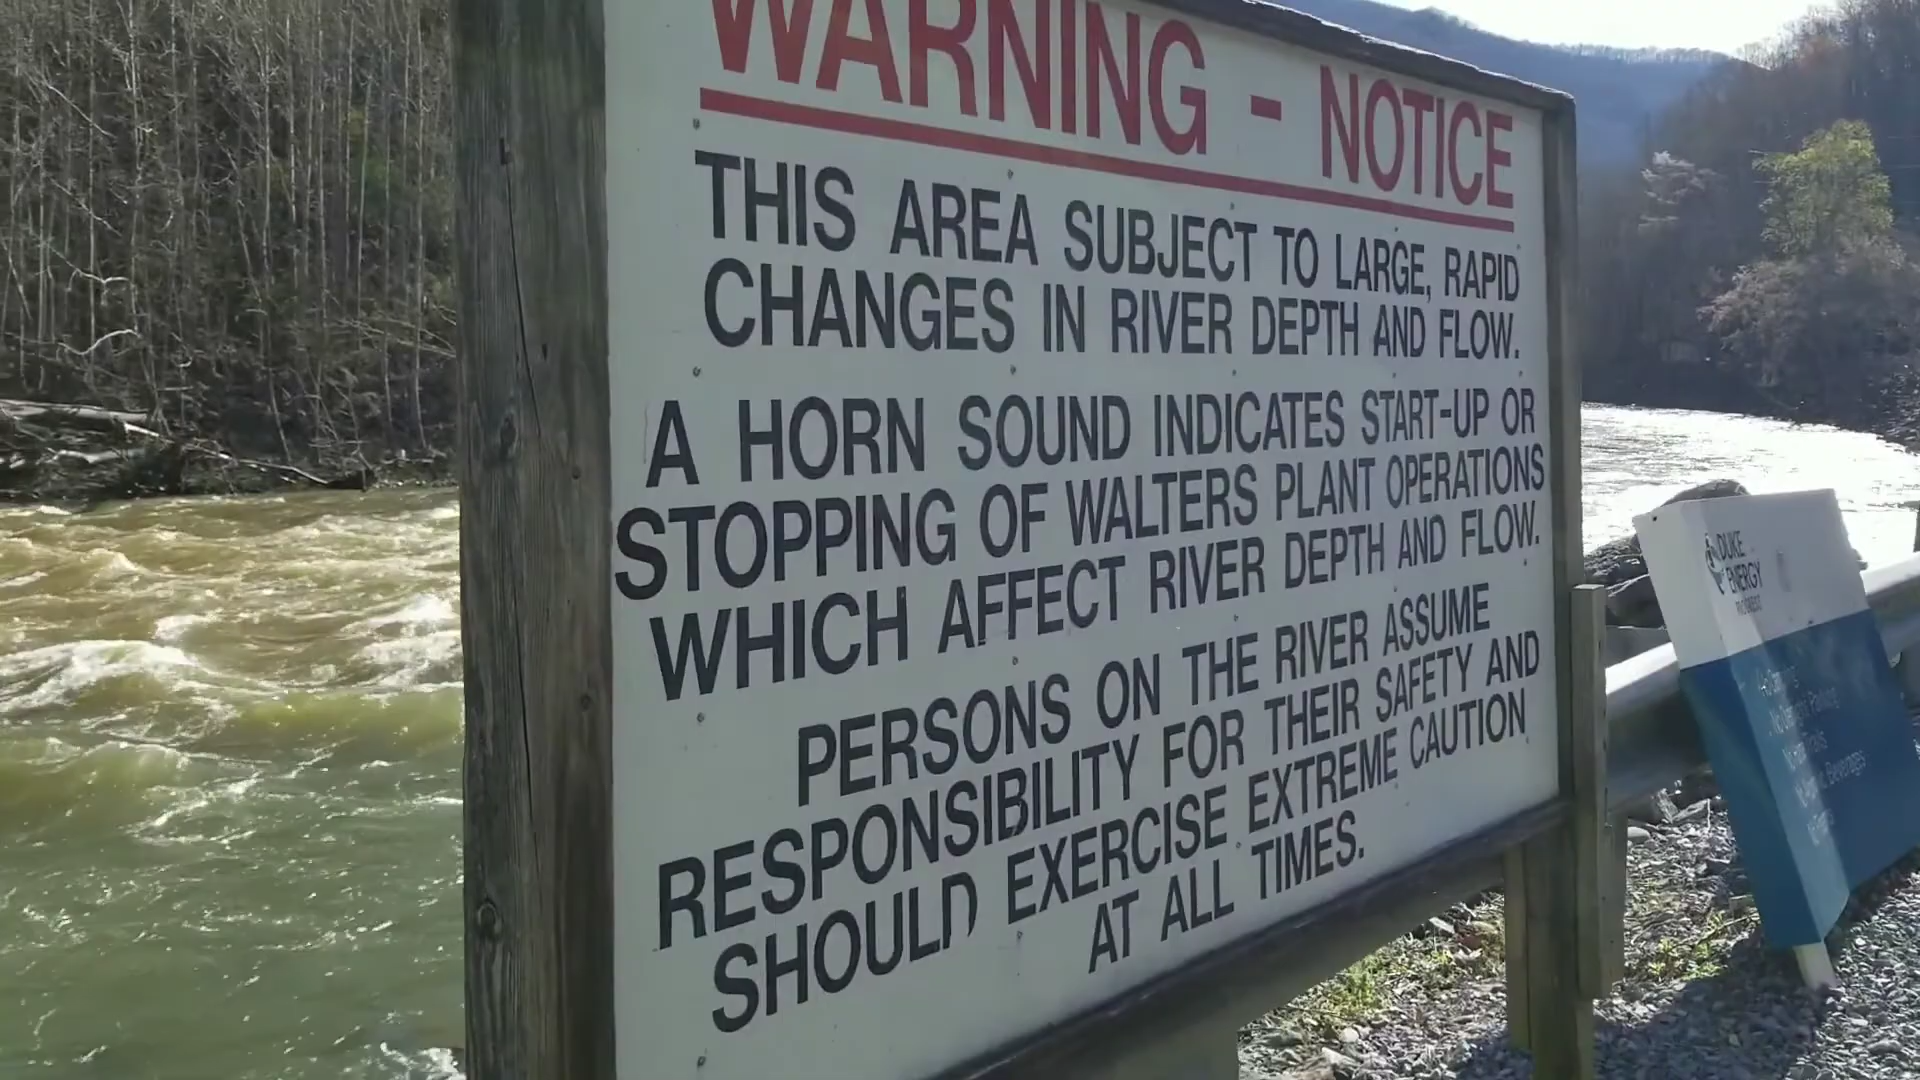 WARNING - NOTICE
THIS AREA SUBJECT TO LARGE, RAPID
CHANGES IN RIVER DEPTH AND FLOW.
A HORN SOUND INDICATES START-UP OR
STOPPING OF WALTERS PLANT OPERATIONS
WHICH AFFECT RIVER DEPTH AND FLOW.
PERSONS ON THE RIVER ASSUME
RESPONSIBILITY FOR THEIR SAFETY AND
SHOULD EXERCISE EXTREME CAUTION
AT ALL TIMES.
DUKE
ENERGY
PROGRESS
Beverages